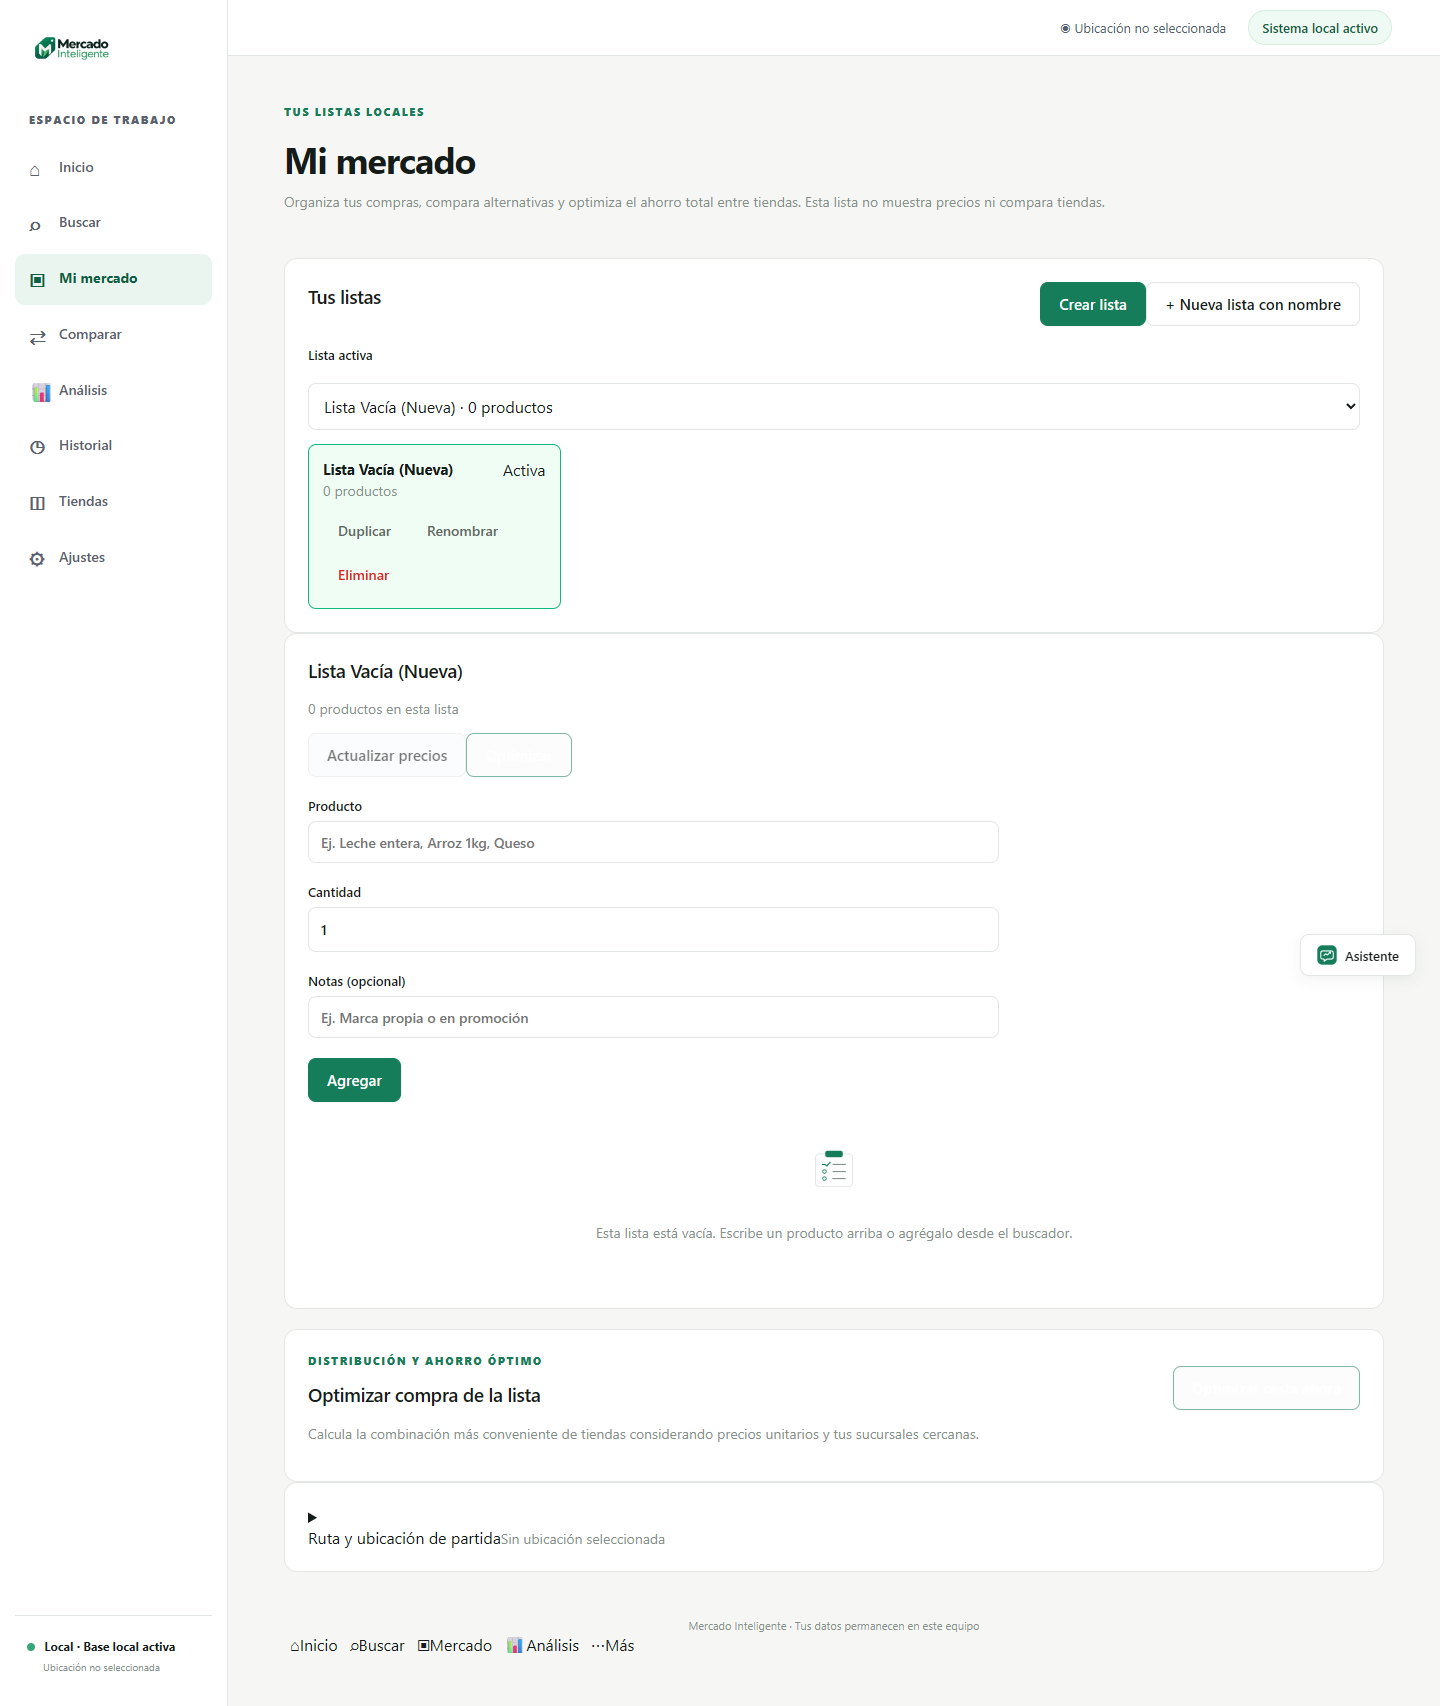 Mercado
Inteligente
ESPACIO DE TRABAJO
Inicio
Buscar
Mi mercado
Comparar
Análisis
Historial
Tiendas
Ajustes
Local · Base local activa
Ubicación no seleccionada
Ubicación no seleccionada
Sistema local activo
TUS LISTAS LOCALES
Mi mercado
Organiza tus compras, compara alternativas y optimiza el ahorro total entre tiendas. Esta lista no muestra precios ni compara tiendas.
Tus listas
Crear lista
+ Nueva lista con nombre
Lista activa
Lista Vacía (Nueva) · 0 productos
Lista Vacía (Nueva)
Activa
0 productos
Duplicar
Renombrar
Eliminar
Lista Vacía (Nueva)
0 productos en esta lista
Actualizar precios
Producto
Ej. Leche entera, Arroz 1kg, Queso
Cantidad
1
Notas (opcional)
Ej. Marca propia o en promoción
Agregar
Asistente
Esta lista está vacía. Escribe un producto arriba o agrégalo desde el buscador.
DISTRIBUCIÓN Y AHORRO ÓPTIMO
Optimizar compra de la lista
Calcula la combinación más conveniente de tiendas considerando precios unitarios y tus sucursales cercanas.
Ruta y ubicación de partidaSin ubicación seleccionada
Mercado Inteligente · Tus datos permanecen en este equipo
Inicio Buscar Mercado Análisis ···Más